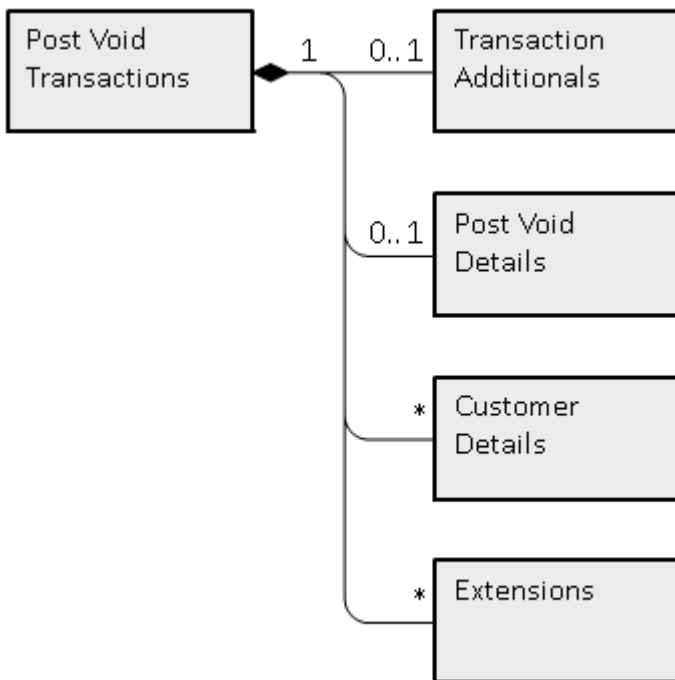 Post Void
Transactions
1
0..1
Transaction
Additionals
0..1
Post Void
Details
*
Customer
Details
*
Extensions